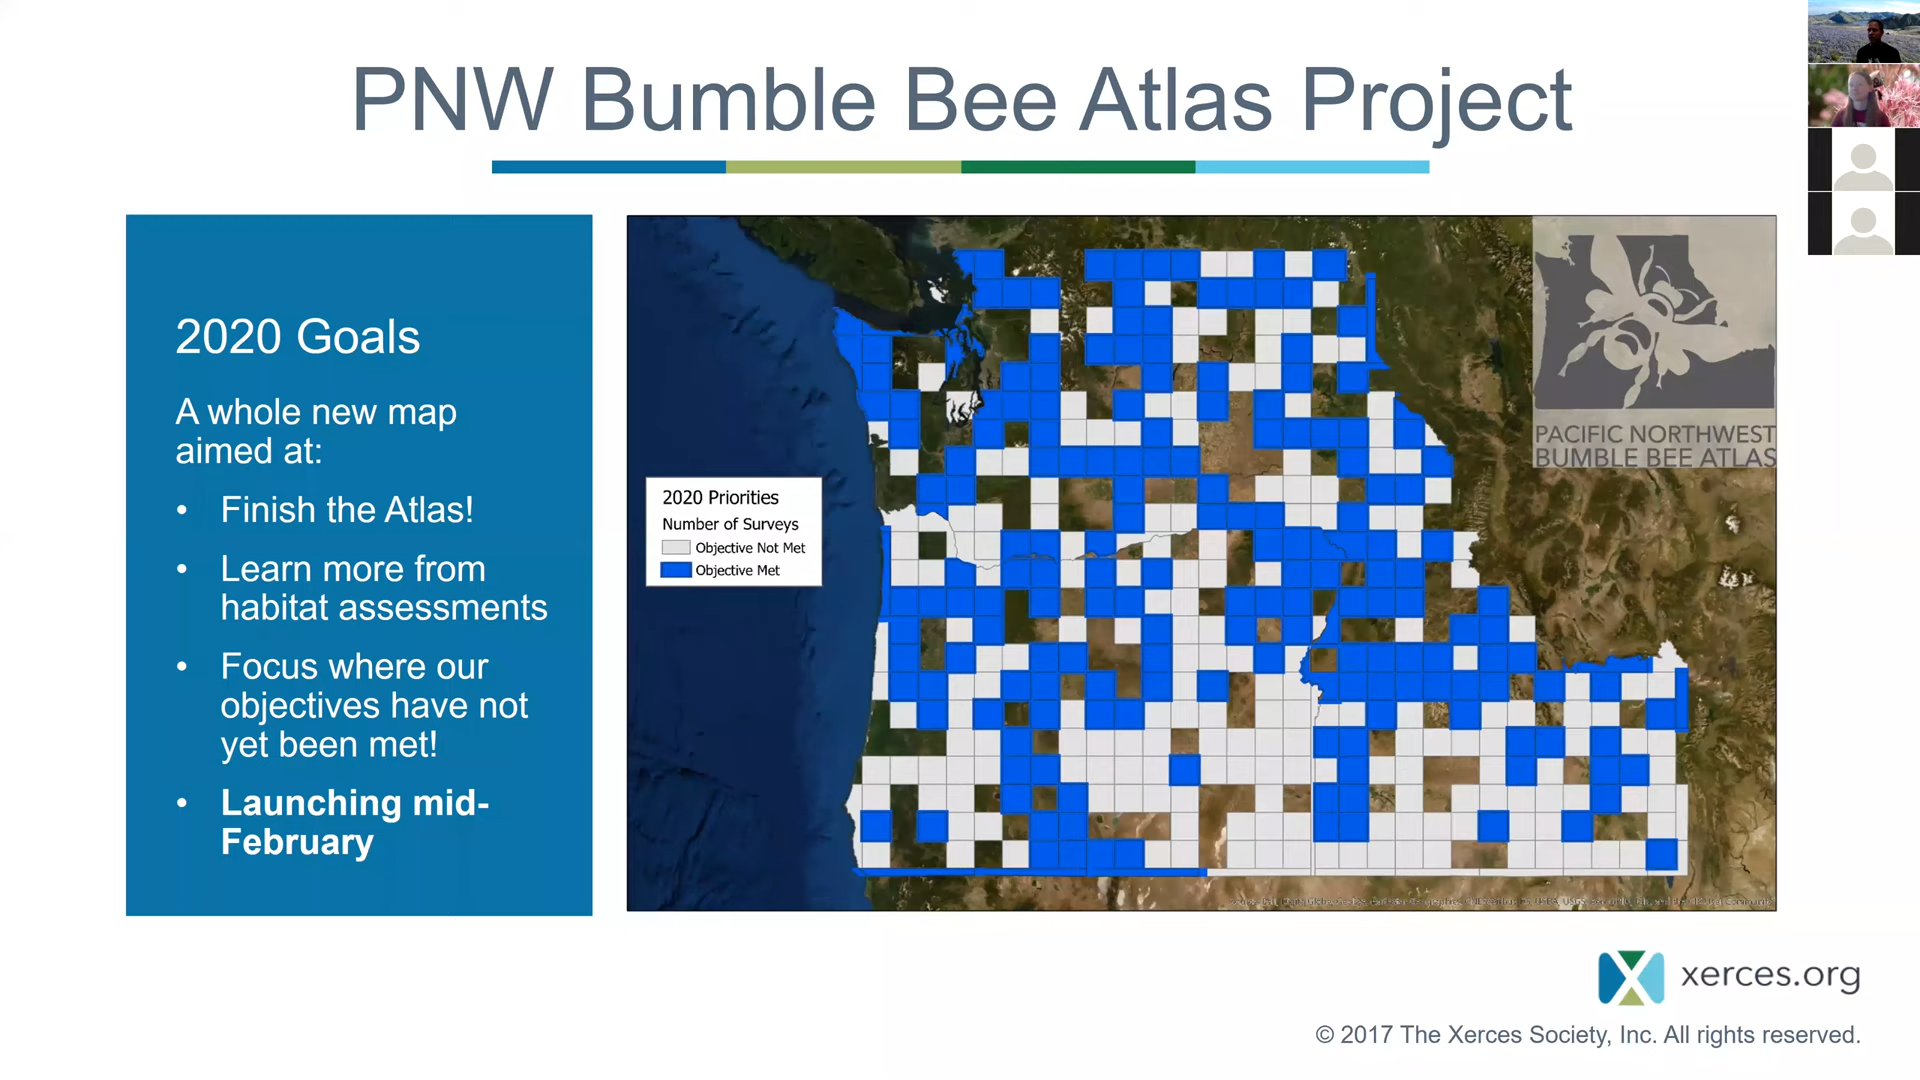 PNW Bumble Bee Atlas Project
2020 Goals
A whole new map
aimed at:
• Finish the Atlas!
• Learn more from
habitat assessments
• Focus where our
objectives have not
yet been met!
• Launching mid-
February
2020 Priorities
Number of Surveys
Objective Not Met
Objective Met
PACIFIC NORTHWEST
BUMBLE BEE ATLAS
xerces.org
© 2017 The Xerces Society, Inc. All rights reserved.